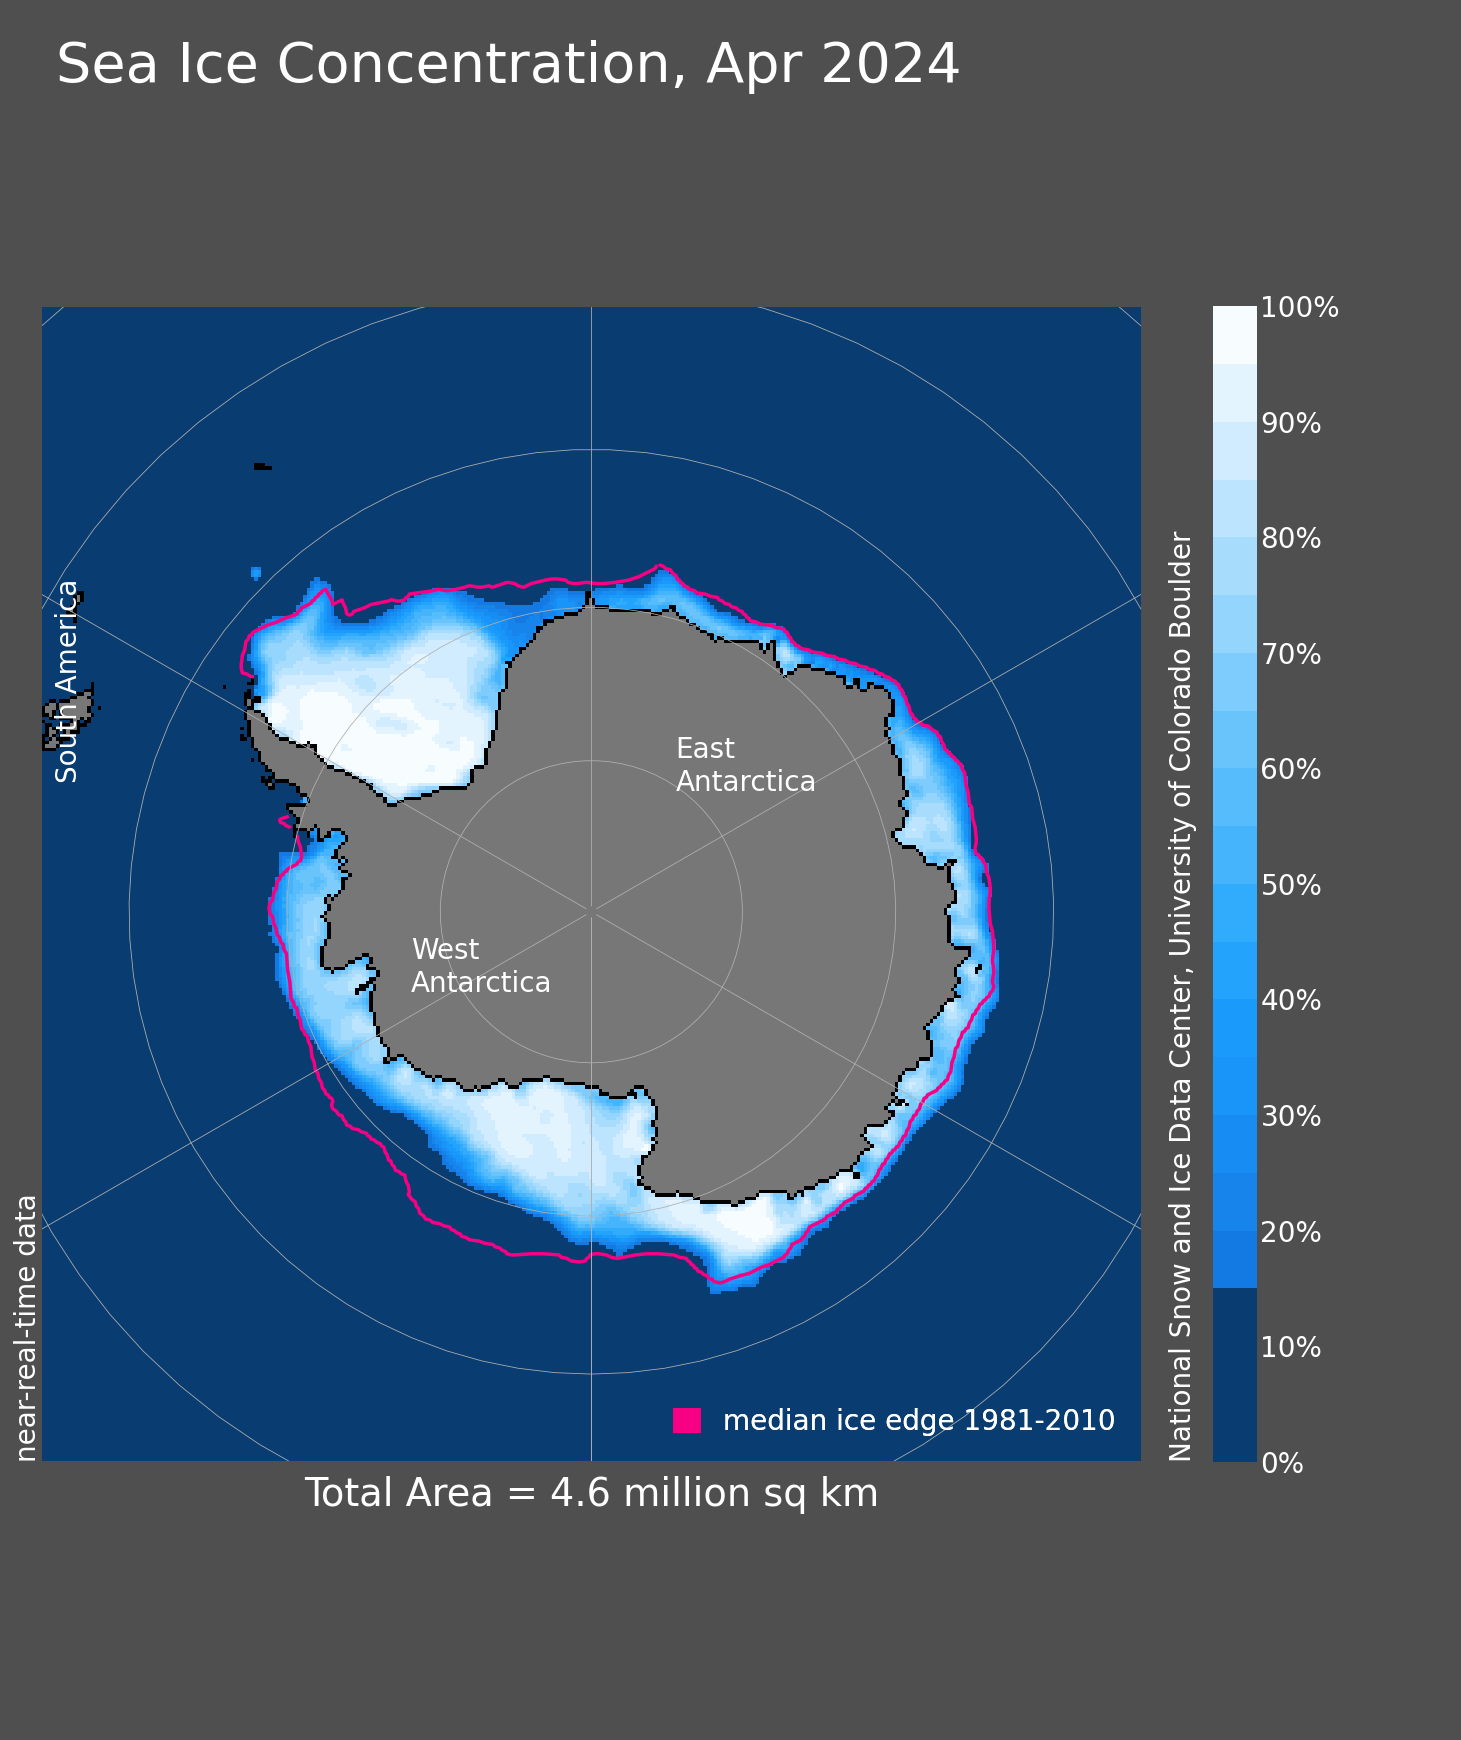 Sea Ice Concentration, Apr 2024
South America
East
Antarctica
West
Antarctica
near-real-time data
median ice edge 1981-2010
Total Area = 4.6 million sq km
National Snow and Ice Data Center, University of Colorado Boulder
100%
90%
80%
70%
60%
50%
40%
30%
20%
10%
0%